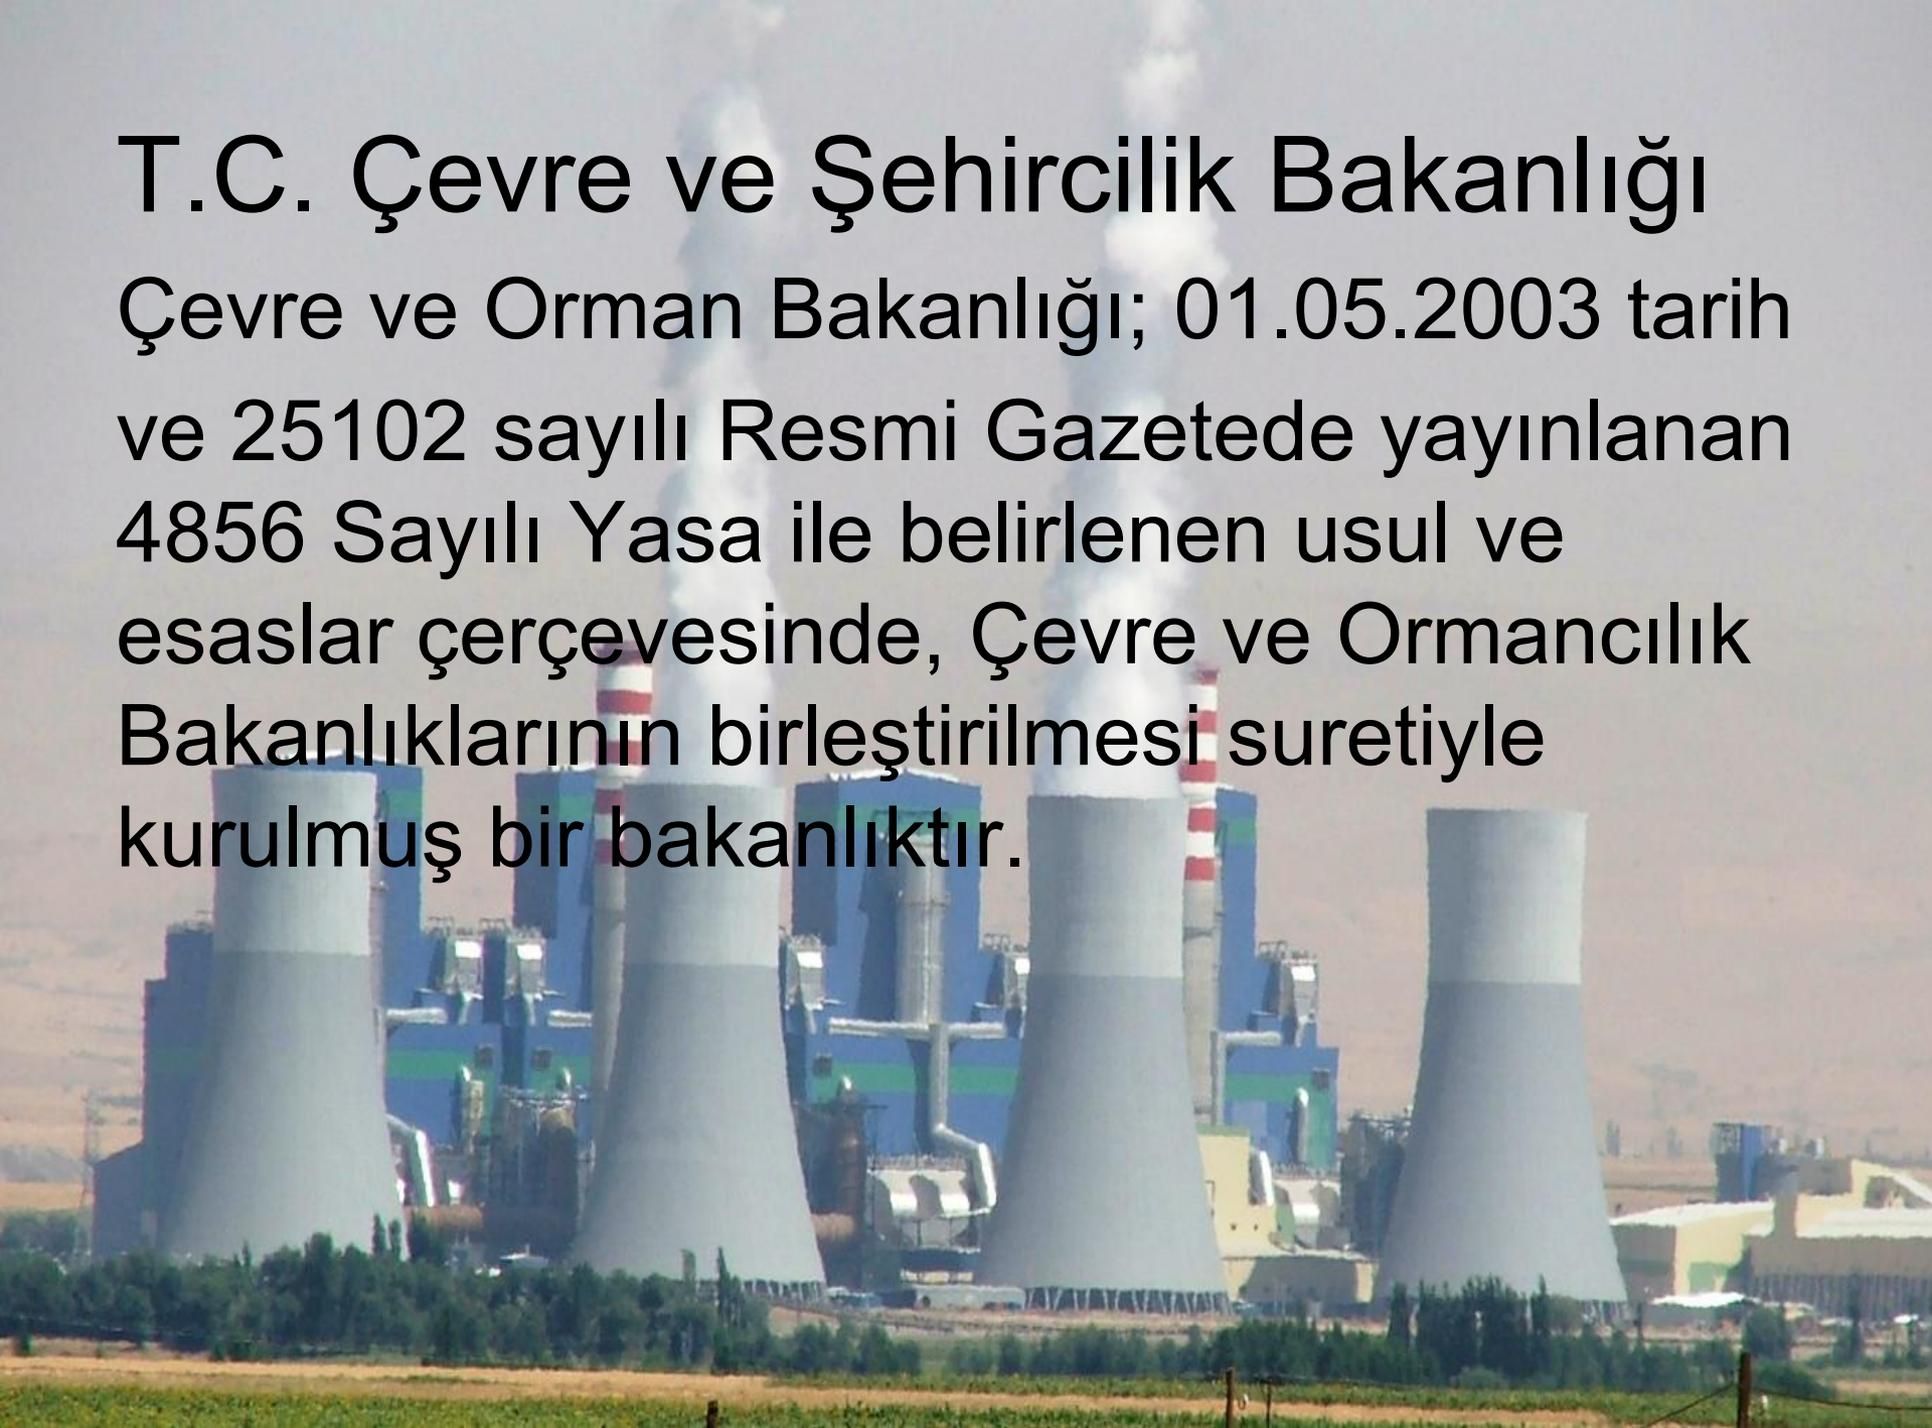 T.C. Çevre ve Şehircilik Bakanlığı
Çevre ve Orman Bakanlığı; 01.05.2003 tarih
ve 25102 sayılı Resmi Gazetede yayınlanan
4856 Sayılı Yasa ile belirlenen usul ve
esaslar çerçevesinde, Çevre ve Ormancılık
Bakanlıklarının birleştirilmesi suretiyle
kurulmuş bir bakanlıktır.